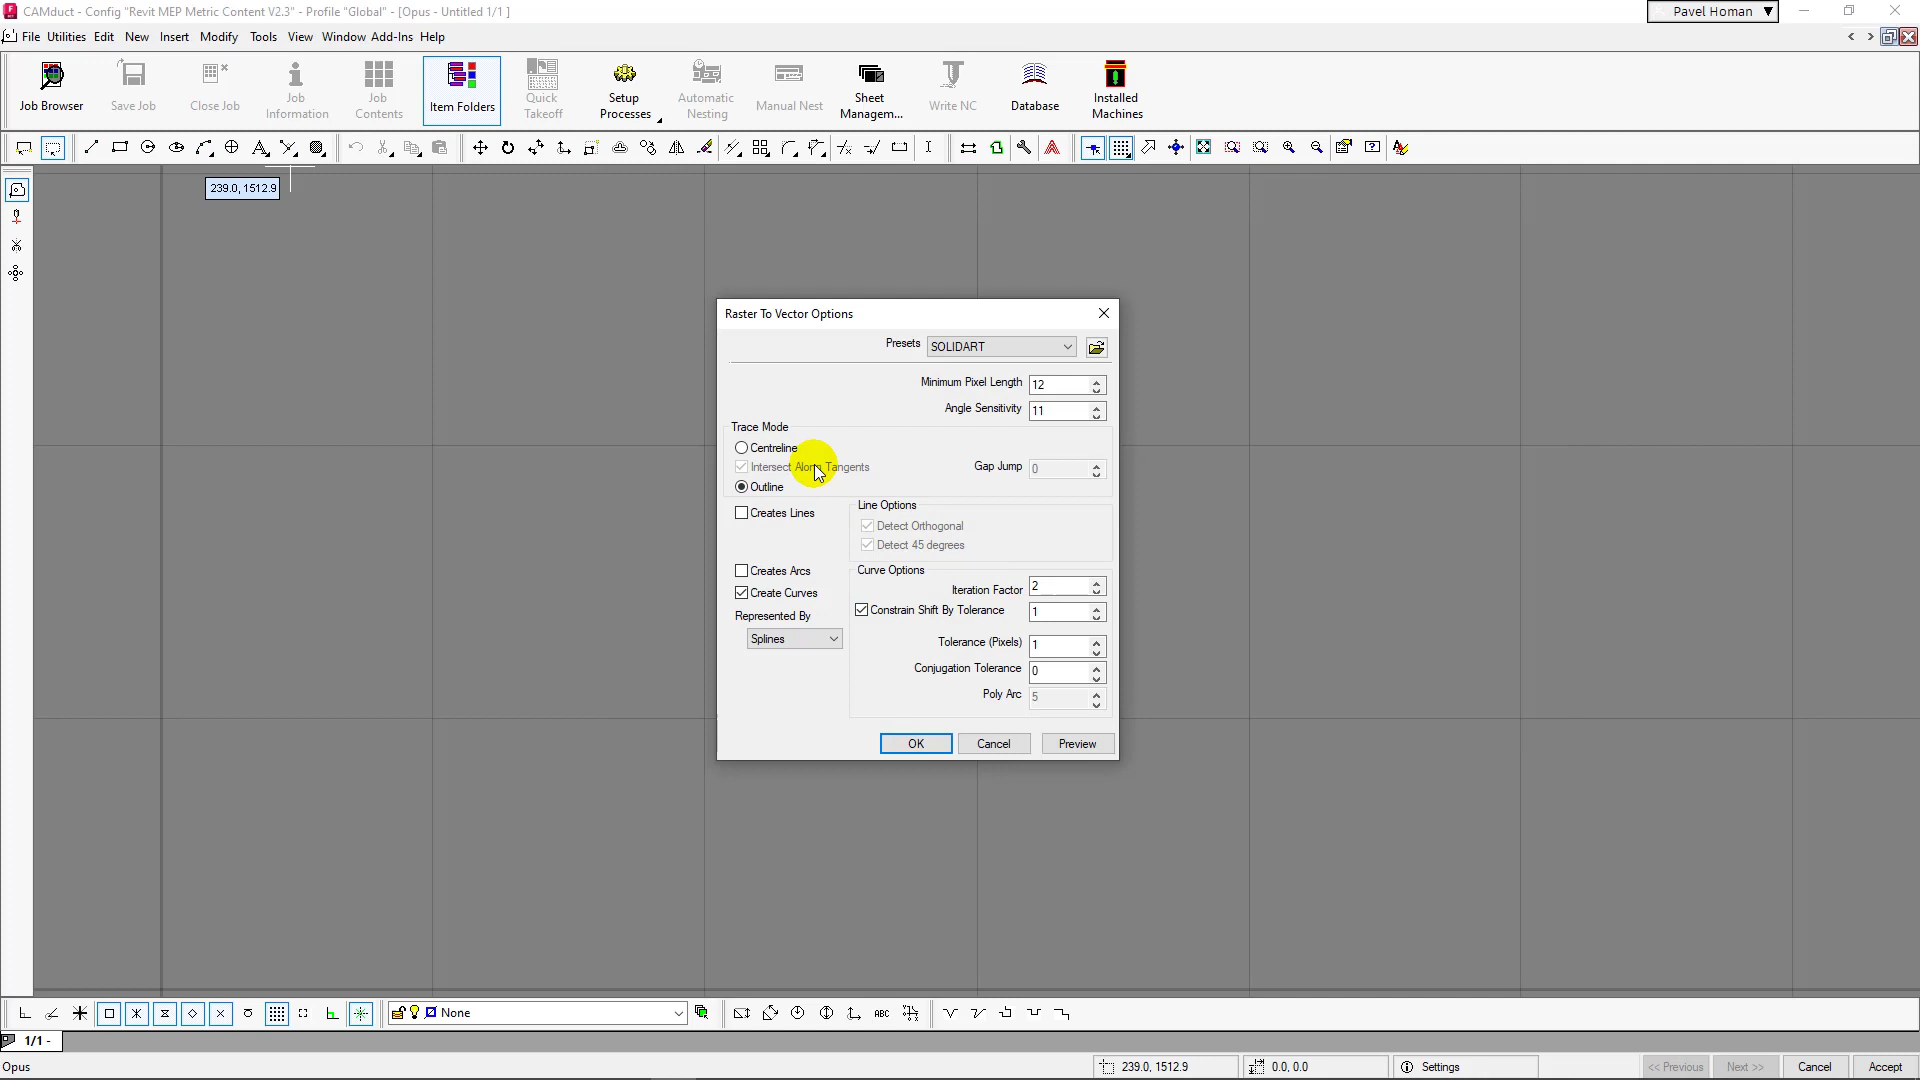 CAMduct - Config "Revit MEP Metric Content V2.3" - Profile "Global" - [Opus - Untitled 1/1 ]
Pavel Homan ▼
File Utilities Edit New Insert Modify Tools View Window Add-Ins Help
Job Browser
Save Job
Close Job
Job
Information
Job
Contents
Item Folders
Quick
Takeoff
Setup
Processes
Automatic
Nesting
Manual Nest
Sheet
Managem...
Write NC
Database
Installed
Machines
239.0, 1512.9
Raster To Vector Options
Presets SOLIDART
Minimum Pixel Length 12
Angle Sensitivity 11
Trace Mode
Centreline
Intersect Along Tangents
Gap Jump 0
Outline
Creates Lines
Line Options
Detect Orthogonal
Detect 45 degrees
Creates Arcs
Create Curves
Represented By
Splines
Curve Options
Iteration Factor 2
Constrain Shift By Tolerance 1
Tolerance (Pixels) 1
Conjugation Tolerance 0
Poly Arc 5
OK Cancel Preview
None
ABC
1/1 -
Opus
239.0, 1512.9
0.0, 0.0
Settings
<< Previous
Next >>
Cancel
Accept